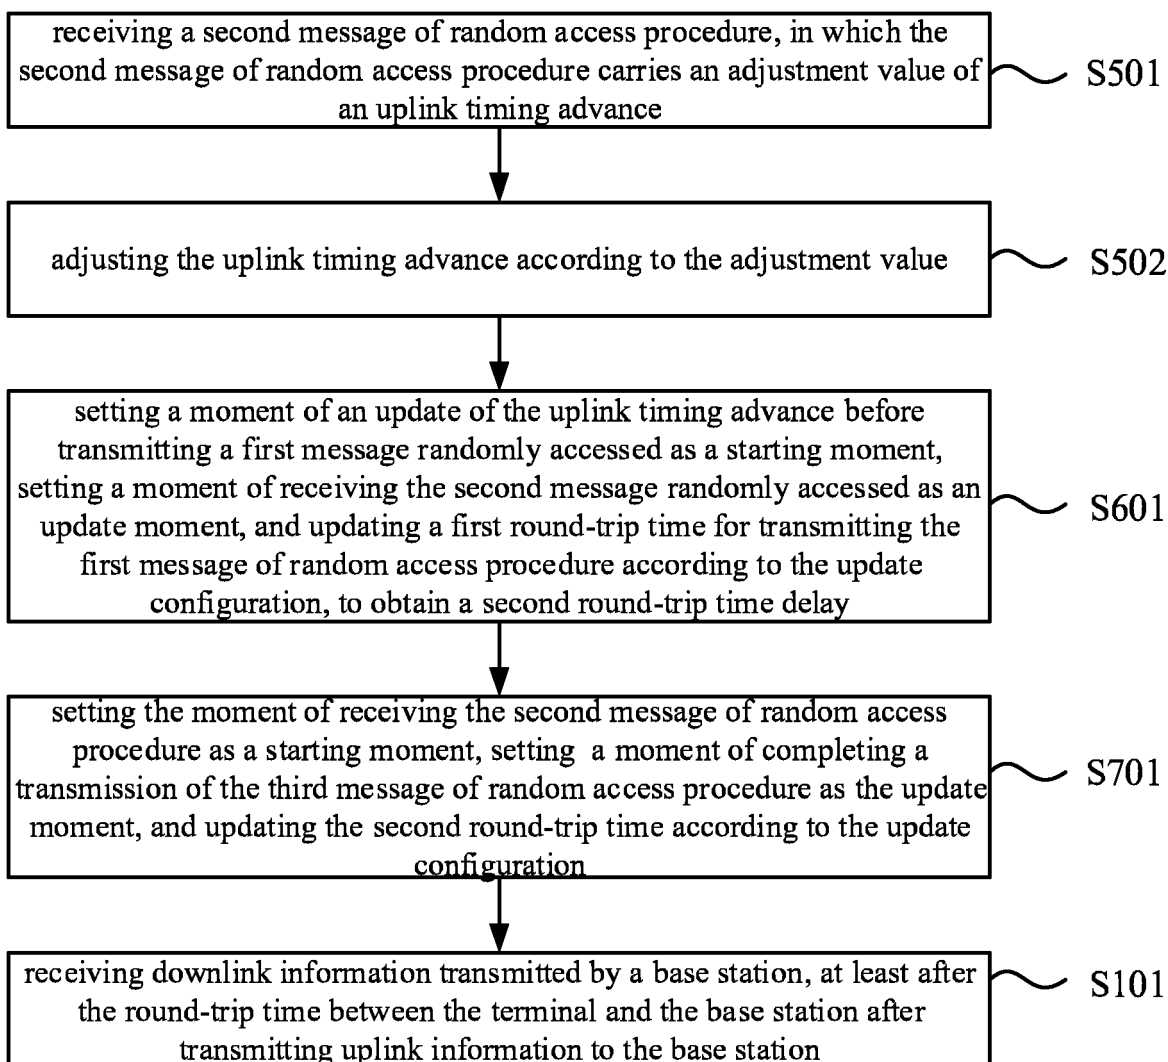 receiving a second message of random access procedure, in which the
second message of random access procedure carries an adjustment value of
an uplink timing advance
S501
adjusting the uplink timing advance according to the adjustment value
S502
setting a moment of an update of the uplink timing advance before
transmitting a first message randomly accessed as a starting moment,
setting a moment of receiving the second message randomly accessed as an
update moment, and updating a first round-trip time for transmitting the
first message of random access procedure according to the update
configuration, to obtain a second round-trip time delay
S601
setting the moment of receiving the second message of random access
procedure as a starting moment, setting a moment of completing a
transmission of the third message of random access procedure as the update
moment, and updating the second round-trip time according to the update
configuration
S701
receiving downlink information transmitted by a base station, at least after
the round-trip time between the terminal and the base station after
transmitting uplink information to the base station
S101